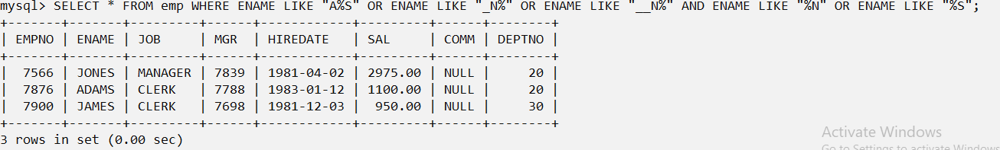 mysql> SELECT * FROM emp WHERE ENAME LIKE "A%S" OR ENAME LIKE "_N%" OR ENAME LIKE "__N%" AND ENAME LIKE "%N" OR ENAME LIKE "%S";
+-------+-------+---------+------+------------+---------+------+--------+
| EMPNO | ENAME | JOB     | MGR  | HIREDATE   | SAL     | COMM | DEPTNO |
+-------+-------+---------+------+------------+---------+------+--------+
|  7566 | JONES | MANAGER | 7839 | 1981-04-02 | 2975.00 | NULL |     20 |
|  7876 | ADAMS | CLERK   | 7788 | 1983-01-12 | 1100.00 | NULL |     20 |
|  7900 | JAMES | CLERK   | 7698 | 1981-12-03 |  950.00 | NULL |     30 |
+-------+-------+---------+------+------------+---------+------+--------+
3 rows in set (0.00 sec)
Activate Windows
Go to Settings to activate Windows